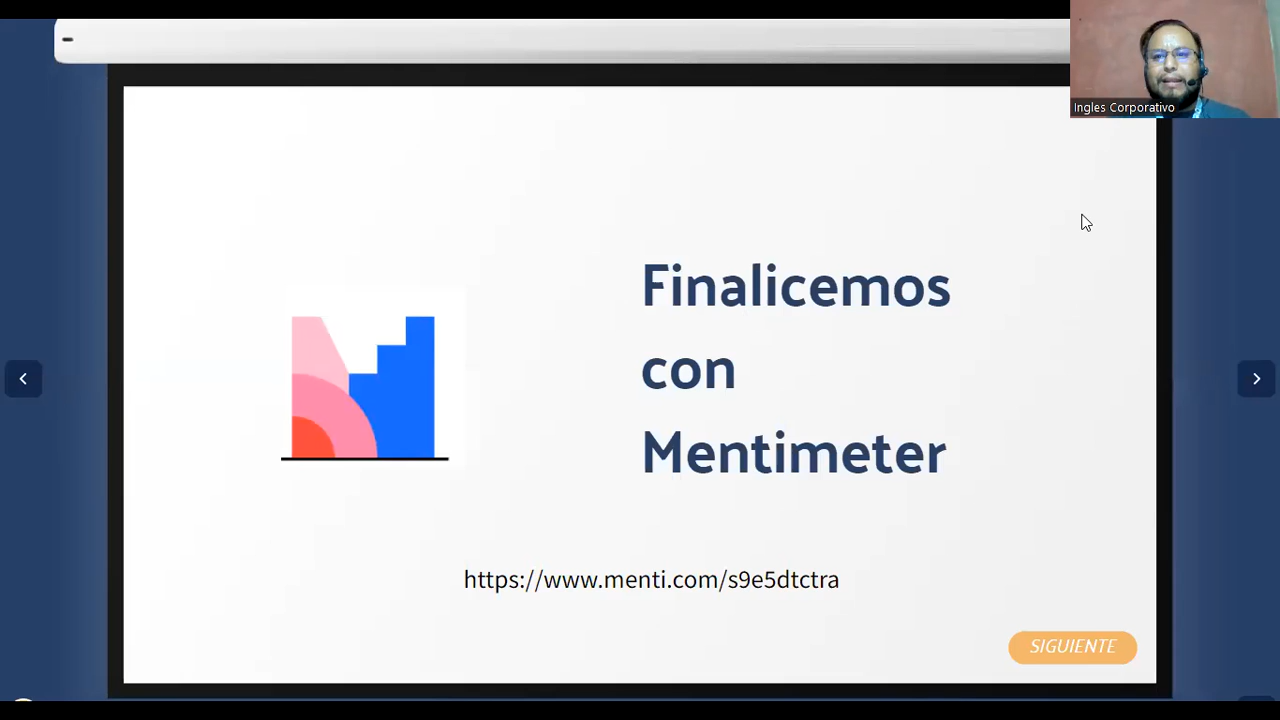 Ingles Corporativo
Finalicemos
con
Mentimeter
https://www.menti.com/s9e5dtctra
SIGUIENTE